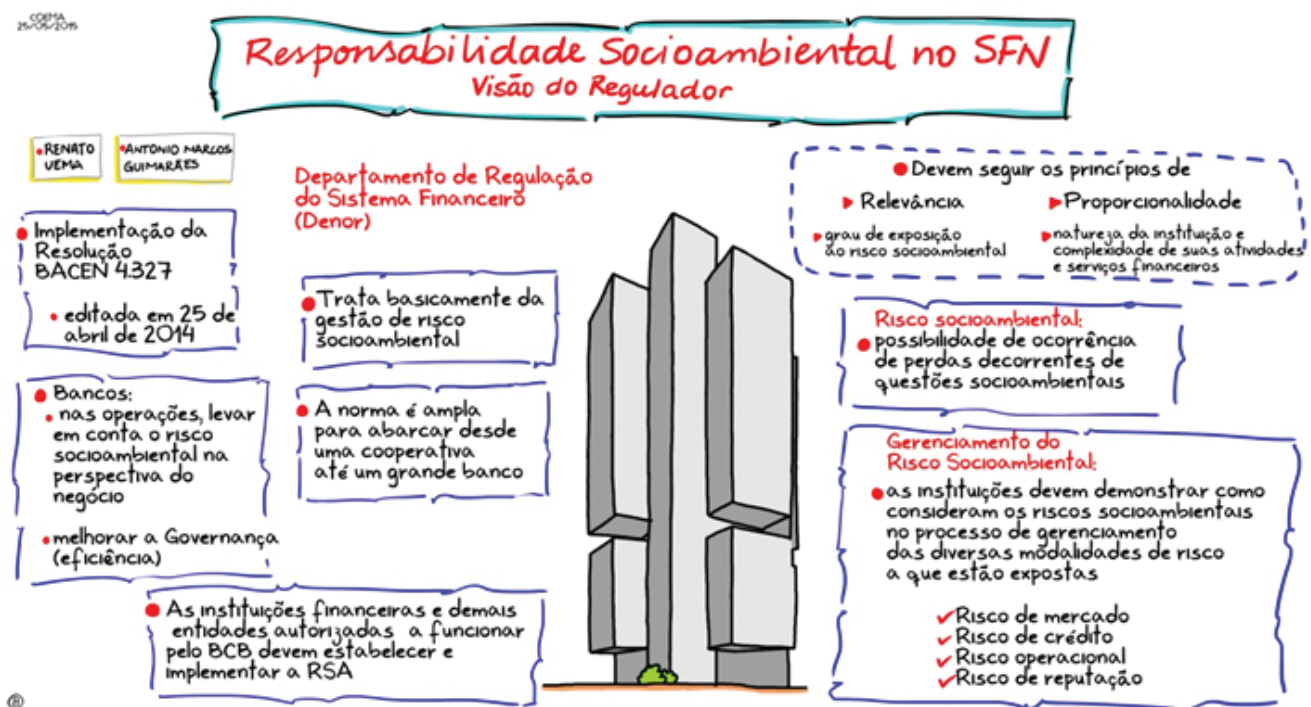 COEMA
25/05/2015
Responsabilidade Socioambiental no SFN
Visão do Regulador
• RENATO
UEMA
• ANTONIO MARCOS
GUIMARÃES
• Implementação da
Resolução
BACEN 4.327
• editada em 25 de
abril de 2014
• Bancos:
• nas operações, levar
em conta o risco
socioambiental na
perspectiva do
negócio
• melhorar a Governança
(eficiência)
• As instituições financeiras e demais
entidades autorizadas a funcionar
pelo BCB devem estabelecer e
implementar a RSA
Departamento de Regulação
do Sistema Financeiro
(Denor)
• Trata basicamente da
gestão de risco
socioambiental
• A norma é ampla
para abarcar desde
uma cooperativa
até um grande banco
• Devem seguir os princípios de
▶ Relevância
▶ grau de exposição
ao risco socioambiental
▶ Proporcionalidade
▶ natureza da instituição e
complexidade de suas atividades
e serviços financeiros
Risco socioambiental:
• possibilidade de ocorrência
de perdas decorrentes de
questões socioambientais
Gerenciamento do
Risco Socioambiental:
• as instituições devem demonstrar como
consideram os riscos socioambientais
no processo de gerenciamento
das diversas modalidades de risco
a que estão expostas
✓ Risco de mercado
✓ Risco de crédito
✓ Risco operacional
✓ Risco de reputação